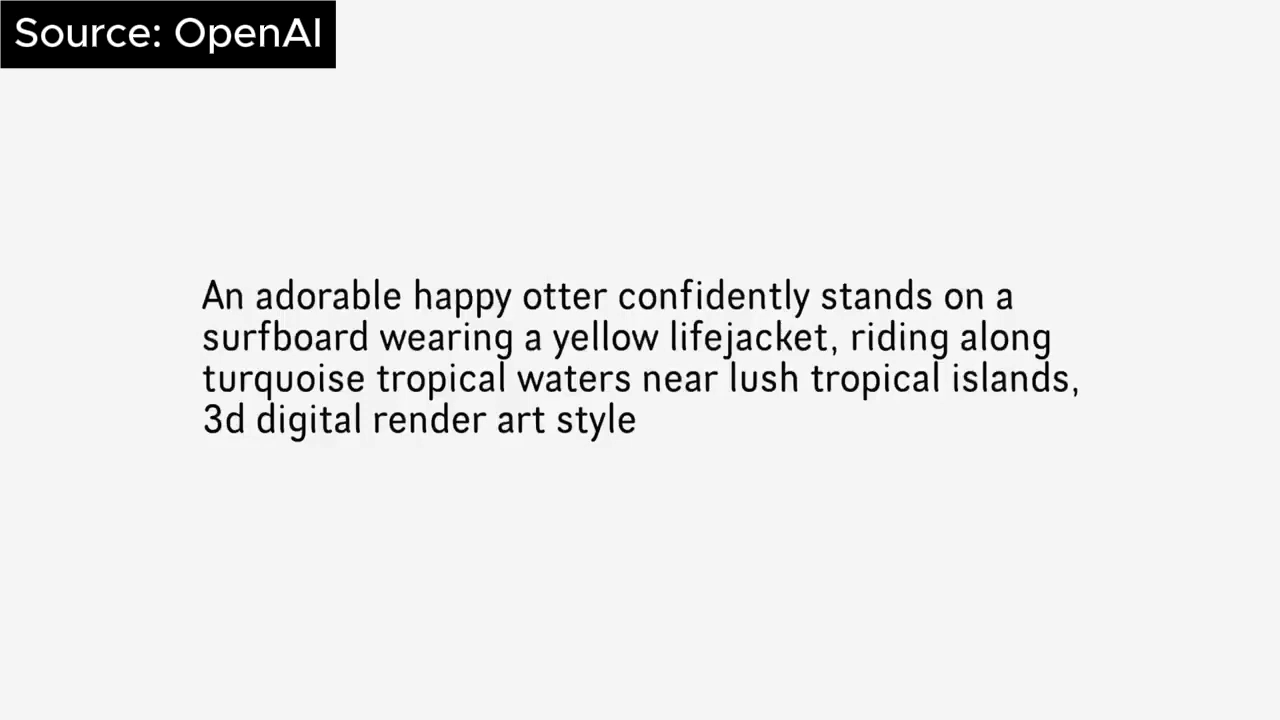 Source: OpenAI
An adorable happy otter confidently stands on a
surfboard wearing a yellow lifejacket, riding along
turquoise tropical waters near lush tropical islands,
3d digital render art style